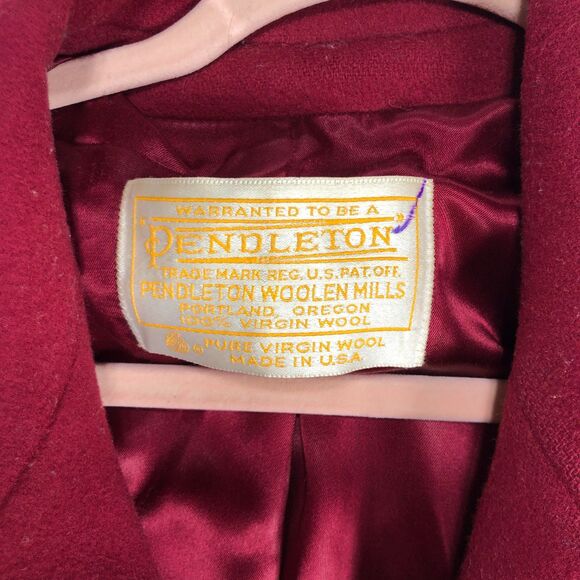 WARRANTED TO BE A
"PENDLETON"
TRADE MARK REG. U.S. PAT. OFF.
PENDLETON WOOLEN MILLS
PORTLAND, OREGON
100% VIRGIN WOOL
PURE VIRGIN WOOL
MADE IN U.S.A.